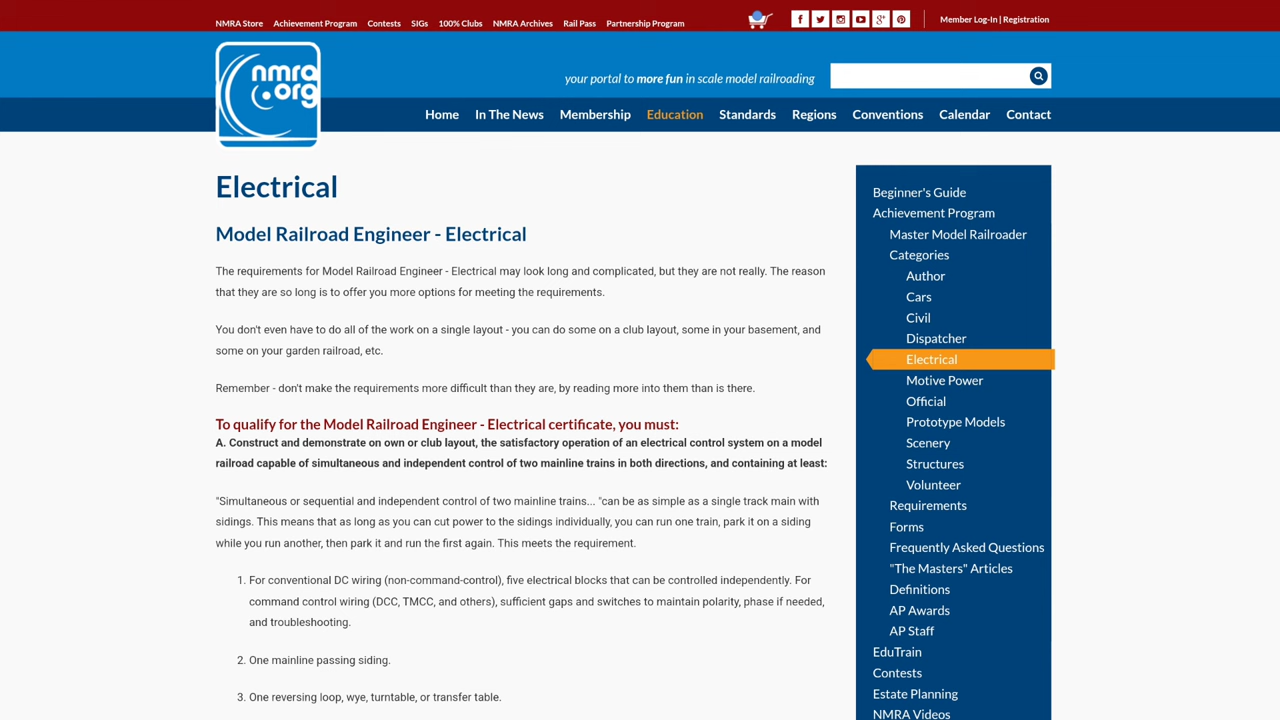 NMRA Store Achievement Program Contests SIGs 100% Clubs NMRA Archives Rail Pass Partnership Program Member Log-In | Registration
nmra
.org
your portal to more fun in scale model railroading
Home In The News Membership Education Standards Regions Conventions Calendar Contact
Electrical
Model Railroad Engineer - Electrical
The requirements for Model Railroad Engineer - Electrical may look long and complicated, but they are not really. The reason
that they are so long is to offer you more options for meeting the requirements.
You don't even have to do all of the work on a single layout - you can do some on a club layout, some in your basement, and
some on your garden railroad, etc.
Remember - don't make the requirements more difficult than they are, by reading more into them than is there.
To qualify for the Model Railroad Engineer - Electrical certificate, you must:
A. Construct and demonstrate on own or club layout, the satisfactory operation of an electrical control system on a model
railroad capable of simultaneous and independent control of two mainline trains in both directions, and containing at least:
"Simultaneous or sequential and independent control of two mainline trains... "can be as simple as a single track main with
sidings. This means that as long as you can cut power to the sidings individually, you can run one train, park it on a siding
while you run another, then park it and run the first again. This meets the requirement.
1. For conventional DC wiring (non-command-control), five electrical blocks that can be controlled independently. For
command control wiring (DCC, TMCC, and others), sufficient gaps and switches to maintain polarity, phase if needed,
and troubleshooting.
2. One mainline passing siding.
3. One reversing loop, wye, turntable, or transfer table.
Beginner's Guide
Achievement Program
Master Model Railroader
Categories
Author
Cars
Civil
Dispatcher
Electrical
Motive Power
Official
Prototype Models
Scenery
Structures
Volunteer
Requirements
Forms
Frequently Asked Questions
"The Masters" Articles
Definitions
AP Awards
AP Staff
EduTrain
Contests
Estate Planning
NMRA Videos